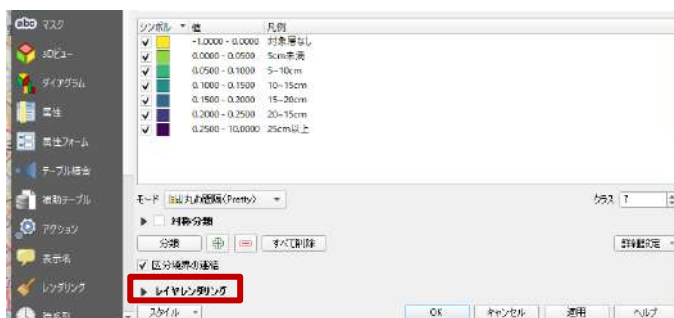 abc マスク
3Dビュー
ダイアグラム
属性
属性フォーム
テーブル結合
補助テーブル
アクション
表示名
レンダリング
シンボル 値 凡例
-1.0000 - 0.0000 対象層なし
0.0000 - 0.0500 5cm未満
0.0500 - 0.1000 5~10cm
0.1000 - 0.1500 10~15cm
0.1500 - 0.2000 15~20cm
0.2000 - 0.2500 20~15cm
0.2500 - 10.0000 25cm以上
モード 丸め間隔(Pretty) クラス 7
対称分類
分類 すべて削除 詳細設定
区分境界の連結
レイヤレンダリング
スタイル OK キャンセル 適用 ヘルプ